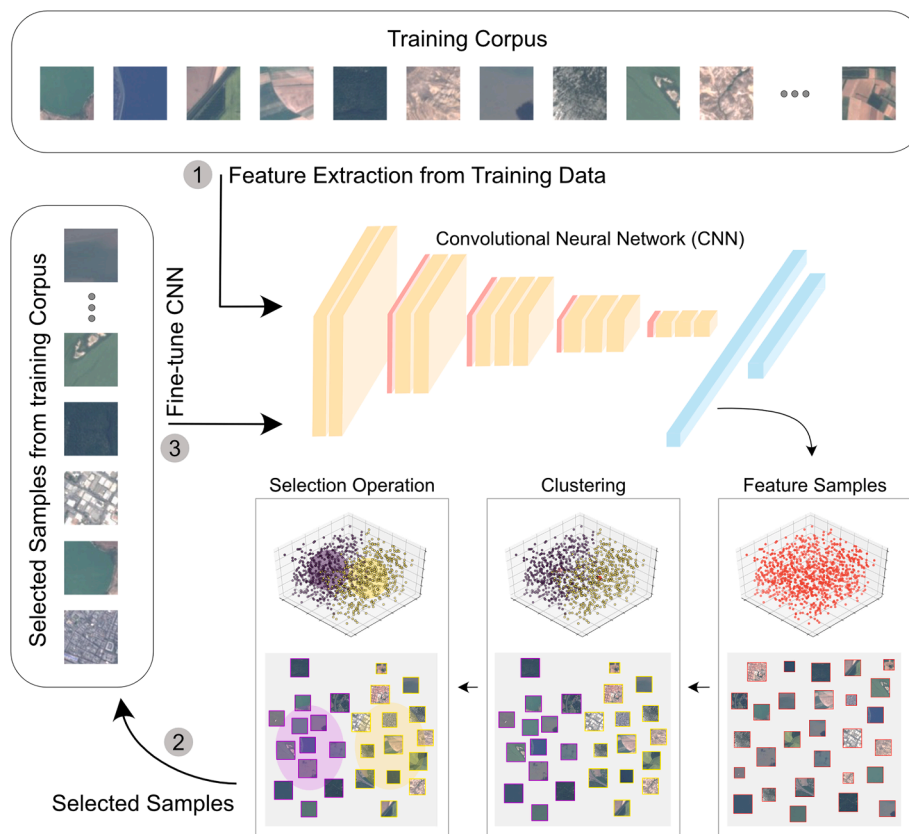 Training Corpus
1
Feature Extraction from Training Data
Convolutional Neural Network (CNN)
Selected Samples from training Corpus
Fine-tune CNN
3
Selection Operation
Clustering
Feature Samples
2
Selected Samples